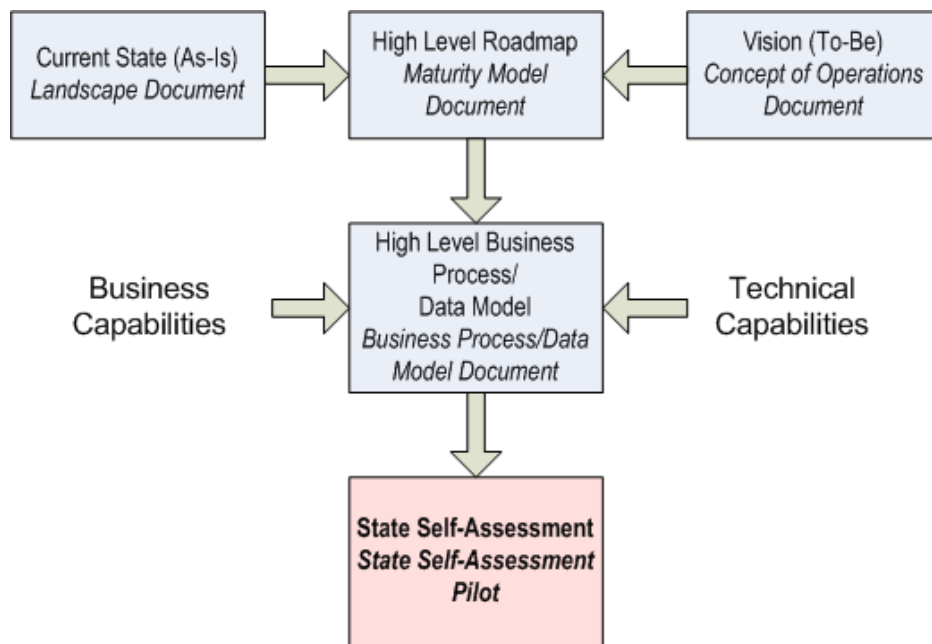 Current State (As-Is)
Landscape Document
High Level Roadmap
Maturity Model
Document
Vision (To-Be)
Concept of Operations
Document
Business
Capabilities
High Level Business
Process/
Data Model
Business Process/Data
Model Document
Technical
Capabilities
State Self-Assessment
State Self-Assessment
Pilot